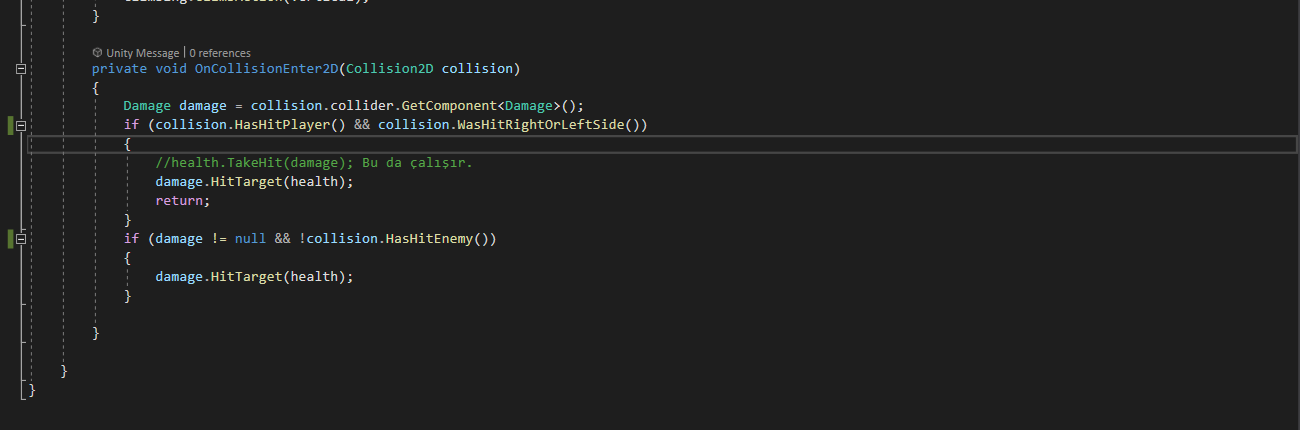 }
Unity Message | 0 references
private void OnCollisionEnter2D(Collision2D collision)
{
Damage damage = collision.collider.GetComponent<Damage>();
if (collision.HasHitPlayer() && collision.WasHitRightOrLeftSide())
{
//health.TakeHit(damage); Bu da çalışır.
damage.HitTarget(health);
return;
}
if (damage != null && !collision.HasHitEnemy())
{
damage.HitTarget(health);
}
}
}
}